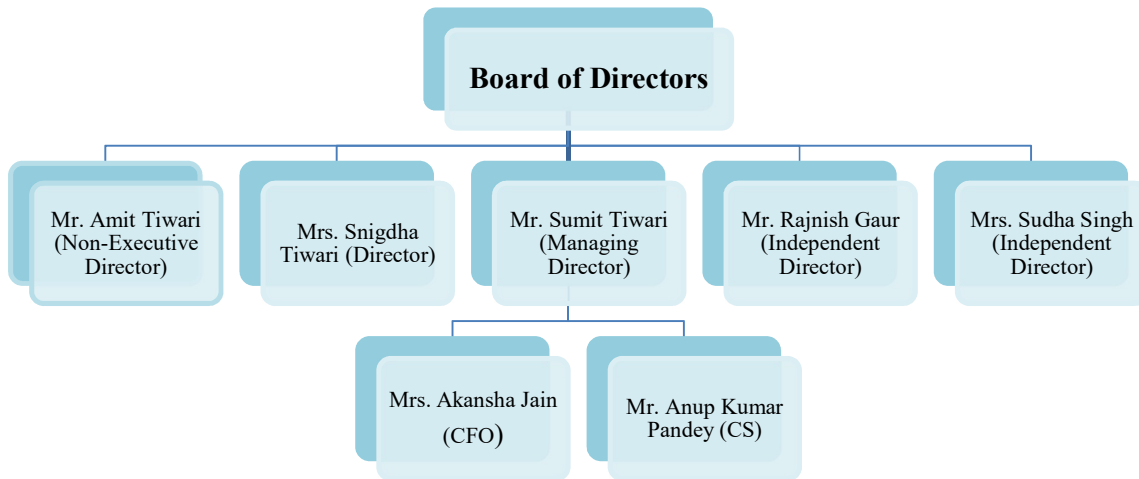 Board of Directors
Mr. Amit Tiwari
(Non-Executive
Director)
Mrs. Snigdha
Tiwari (Director)
Mr. Sumit Tiwari
(Managing
Director)
Mr. Rajnish Gaur
(Independent
Director)
Mrs. Sudha Singh
(Independent
Director)
Mrs. Akansha Jain
(CFO)
Mr. Anup Kumar
Pandey (CS)